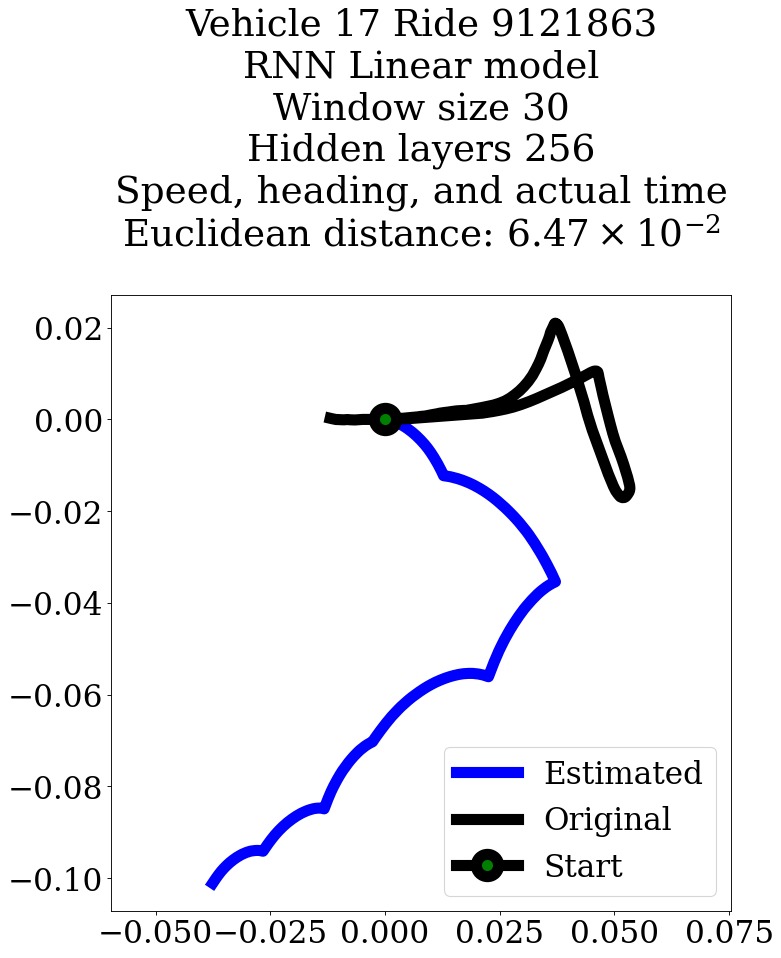 Vehicle 17 Ride 9121863
RNN Linear model
Window size 30
Hidden layers 256
Speed, heading, and actual time
Euclidean distance: 6.47 × 10⁻²
0.02
0.00
−0.02
−0.04
−0.06
−0.08
−0.10
Estimated
Original
Start
−0.050 −0.025 0.000 0.025 0.050 0.075